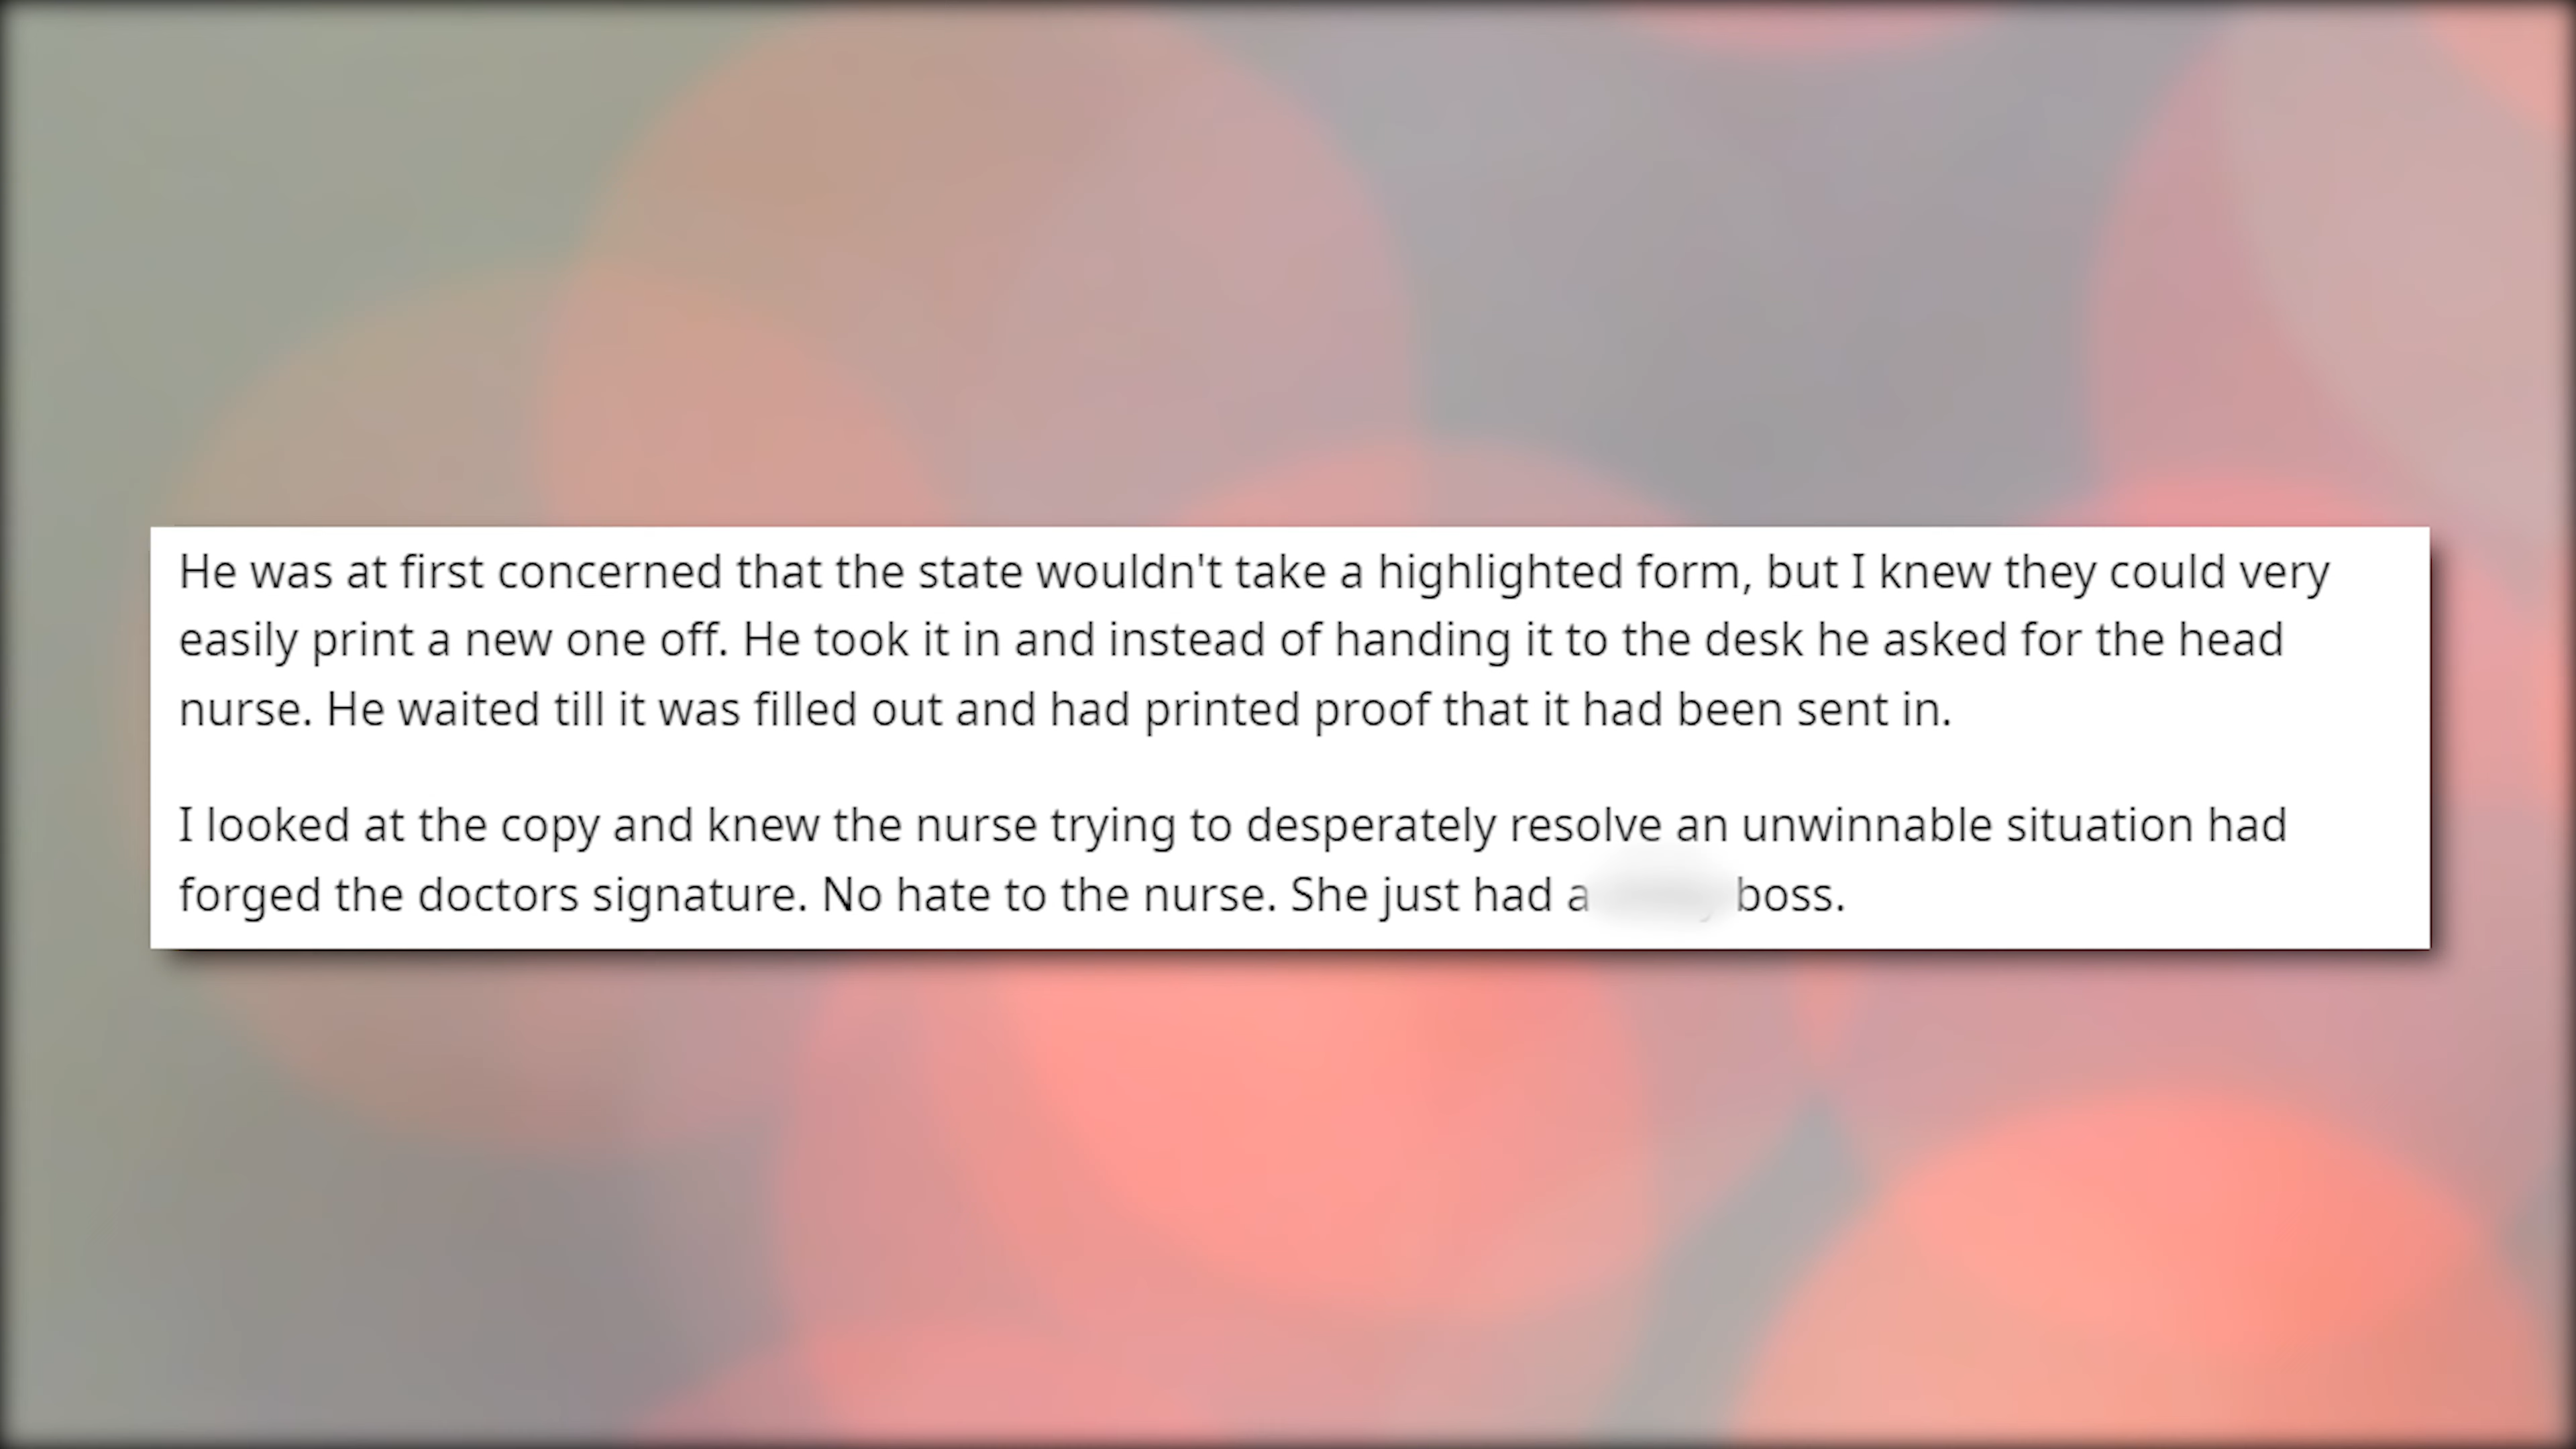 He was at first concerned that the state wouldn't take a highlighted form, but I knew they could very
easily print a new one off. He took it in and instead of handing it to the desk he asked for the head
nurse. He waited till it was filled out and had printed proof that it had been sent in.
I looked at the copy and knew the nurse trying to desperately resolve an unwinnable situation had
forged the doctors signature. No hate to the nurse. She just had a boss.